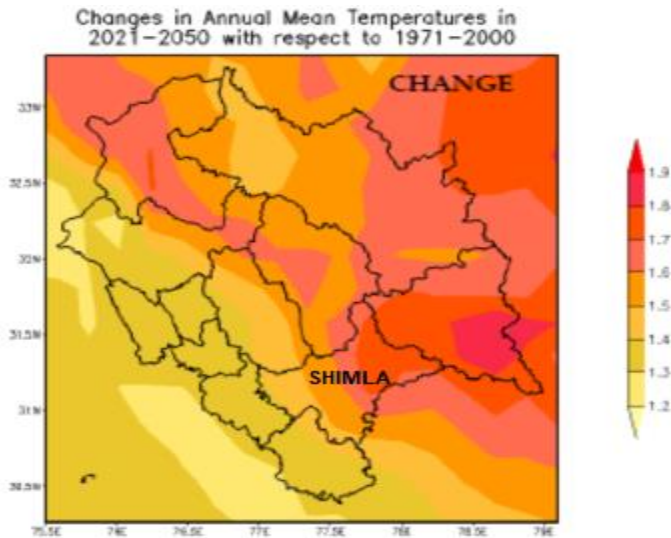 Changes in Annual Mean Temperatures in
2021-2050 with respect to 1971-2000
CHANGE
33N
32.5N
32N
31.5N
31N
30.5N
SHIMLA
75.5E
76E
76.5E
77E
77.5E
78E
78.5E
79E
1.9
1.8
1.7
1.6
1.5
1.4
1.3
1.2